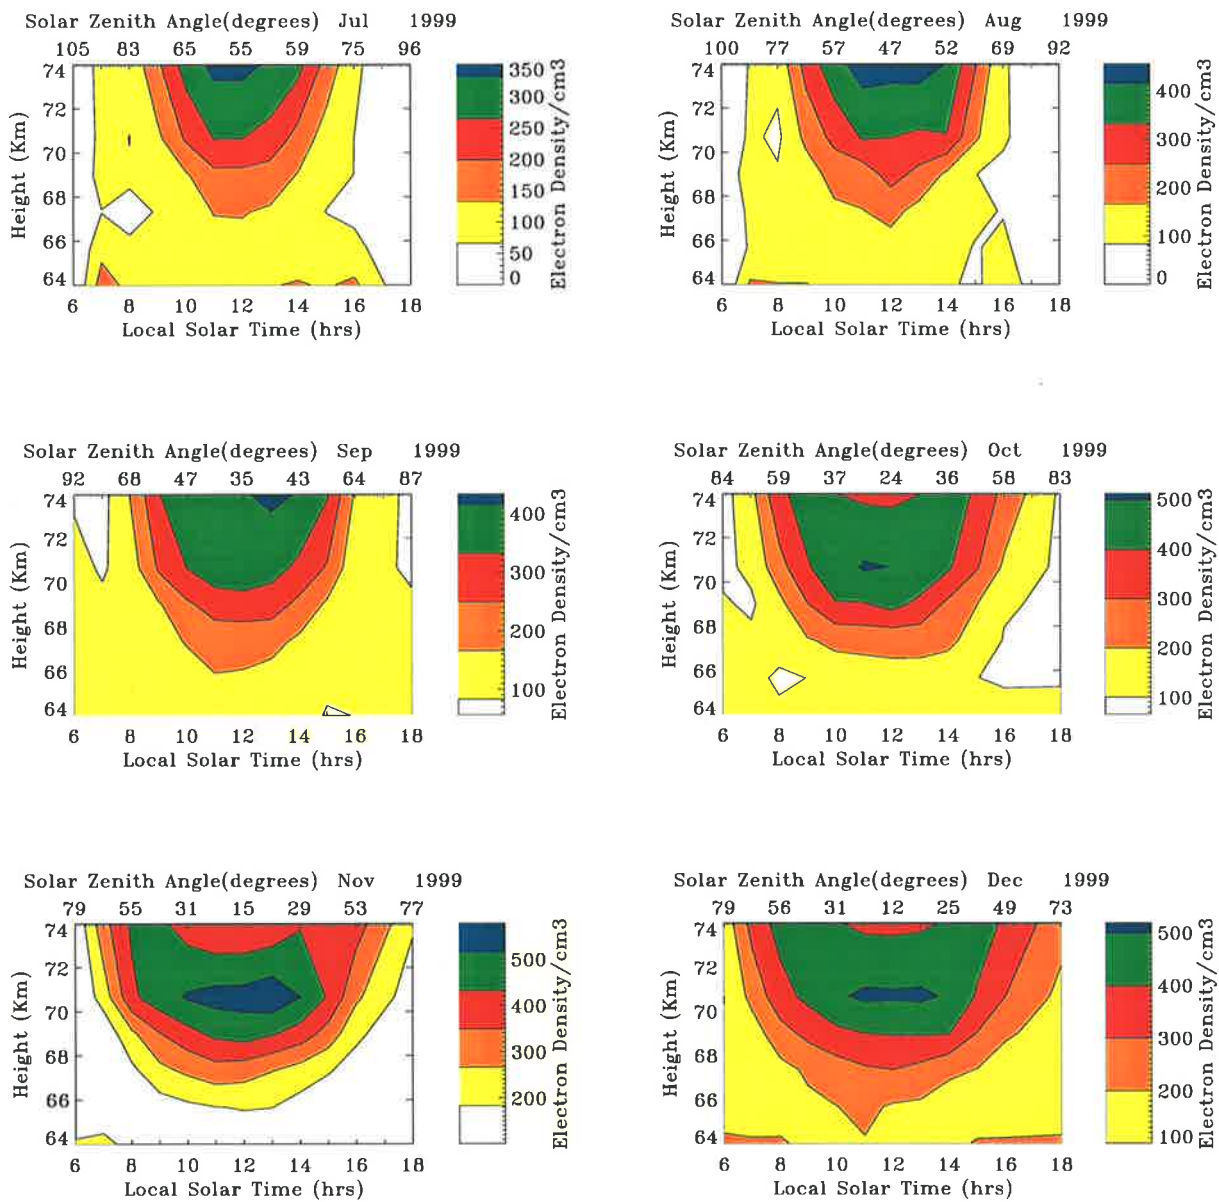 Solar Zenith Angle(degrees) Jul 1999
105 83 65 55 59 75 96
74
72
70
68
66
64
Height (Km)
6 8 10 12 14 16 18
Local Solar Time (hrs)
350
300
250
200
150
100
50
0
Electron Density/cm3
Solar Zenith Angle(degrees) Aug 1999
100 77 57 47 52 69 92
74
72
70
68
66
64
Height (Km)
6 8 10 12 14 16 18
Local Solar Time (hrs)
400
300
200
100
0
Electron Density/cm3
Solar Zenith Angle(degrees) Sep 1999
92 68 47 35 43 64 87
74
72
70
68
66
64
Height (Km)
6 8 10 12 14 16 18
Local Solar Time (hrs)
400
300
200
100
Electron Density/cm3
Solar Zenith Angle(degrees) Oct 1999
84 59 37 24 36 58 83
74
72
70
68
66
64
Height (Km)
6 8 10 12 14 16 18
Local Solar Time (hrs)
500
400
300
200
100
Electron Density/cm3
Solar Zenith Angle(degrees) Nov 1999
79 55 31 15 29 53 77
74
72
70
68
66
64
Height (Km)
6 8 10 12 14 16 18
Local Solar Time (hrs)
500
400
300
200
Electron Density/cm3
Solar Zenith Angle(degrees) Dec 1999
79 56 31 12 25 49 73
74
72
70
68
66
64
Height (Km)
6 8 10 12 14 16 18
Local Solar Time (hrs)
500
400
300
200
100
Electron Density/cm3